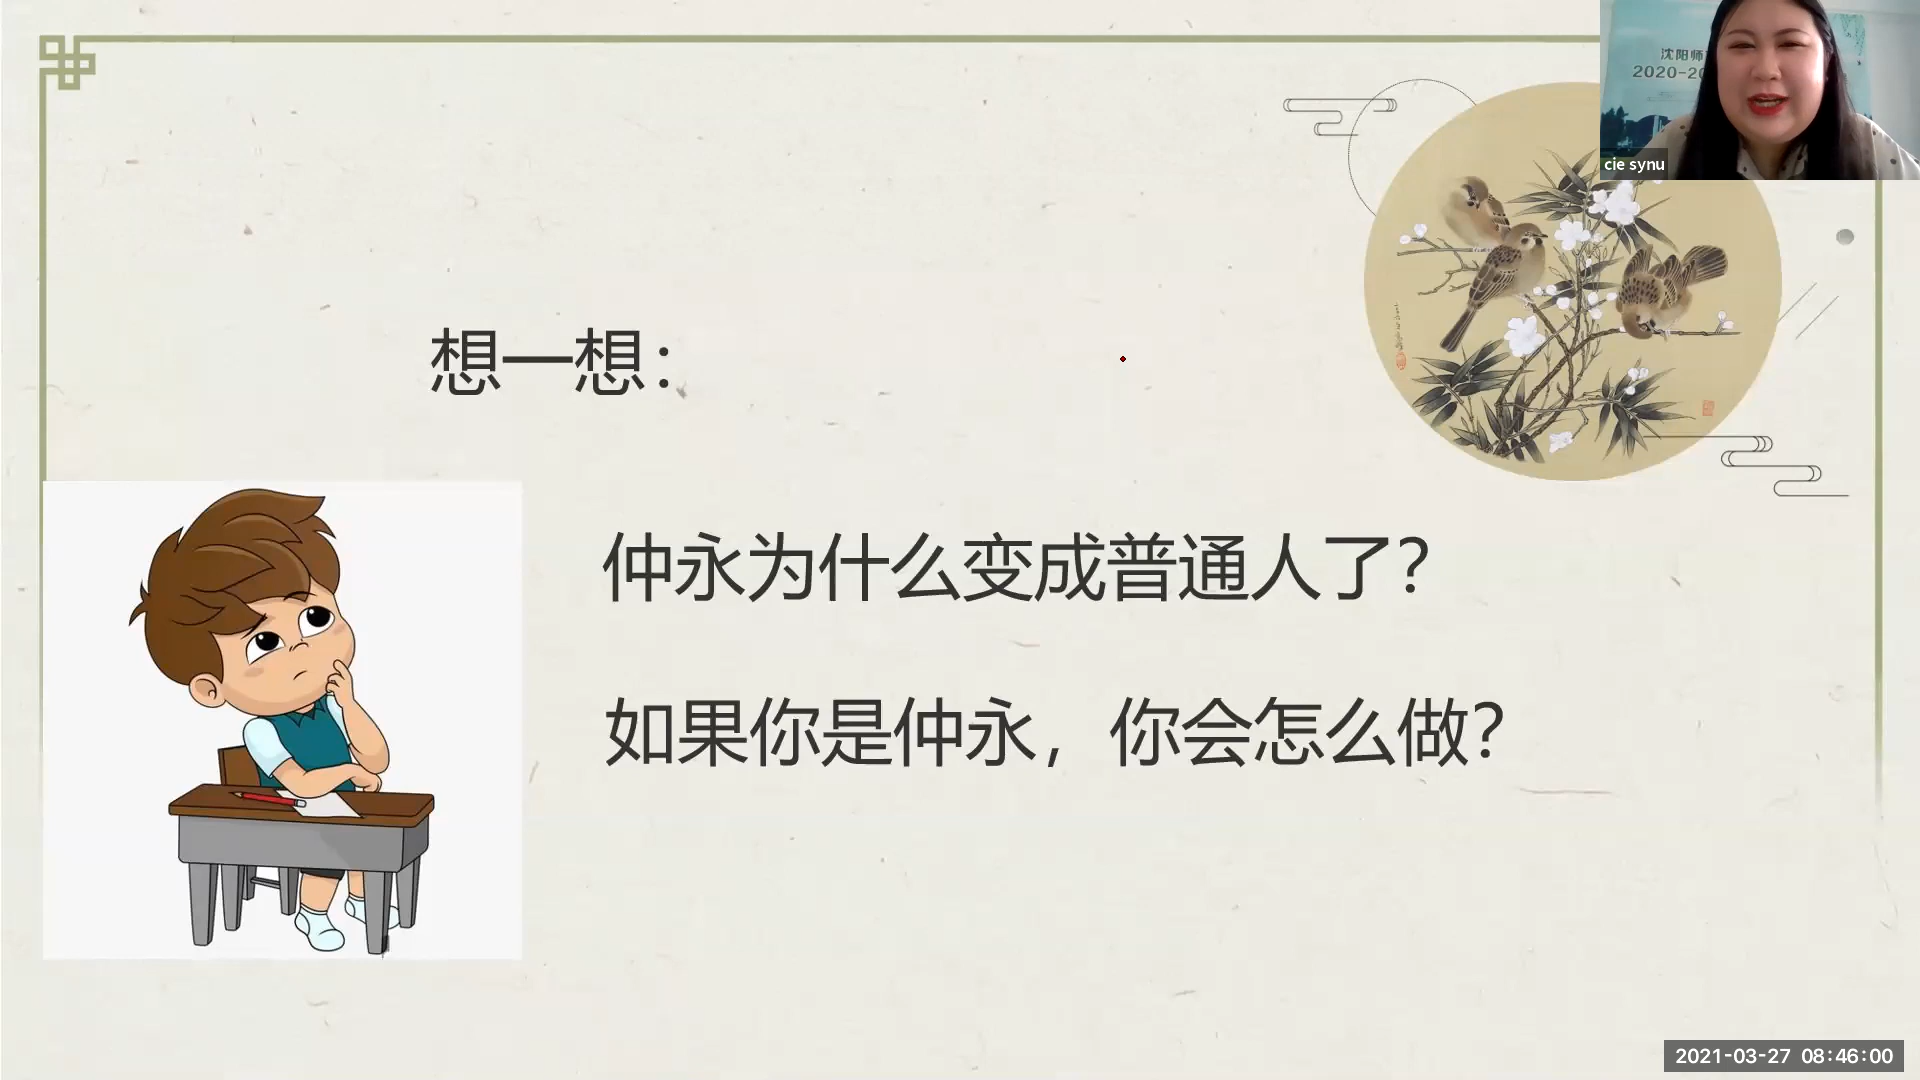 沈阳师
2020-20
cie synu
想一想：
仲永为什么变成普通人了？
如果你是仲永，你会怎么做？
2021-03-27 08:46:00